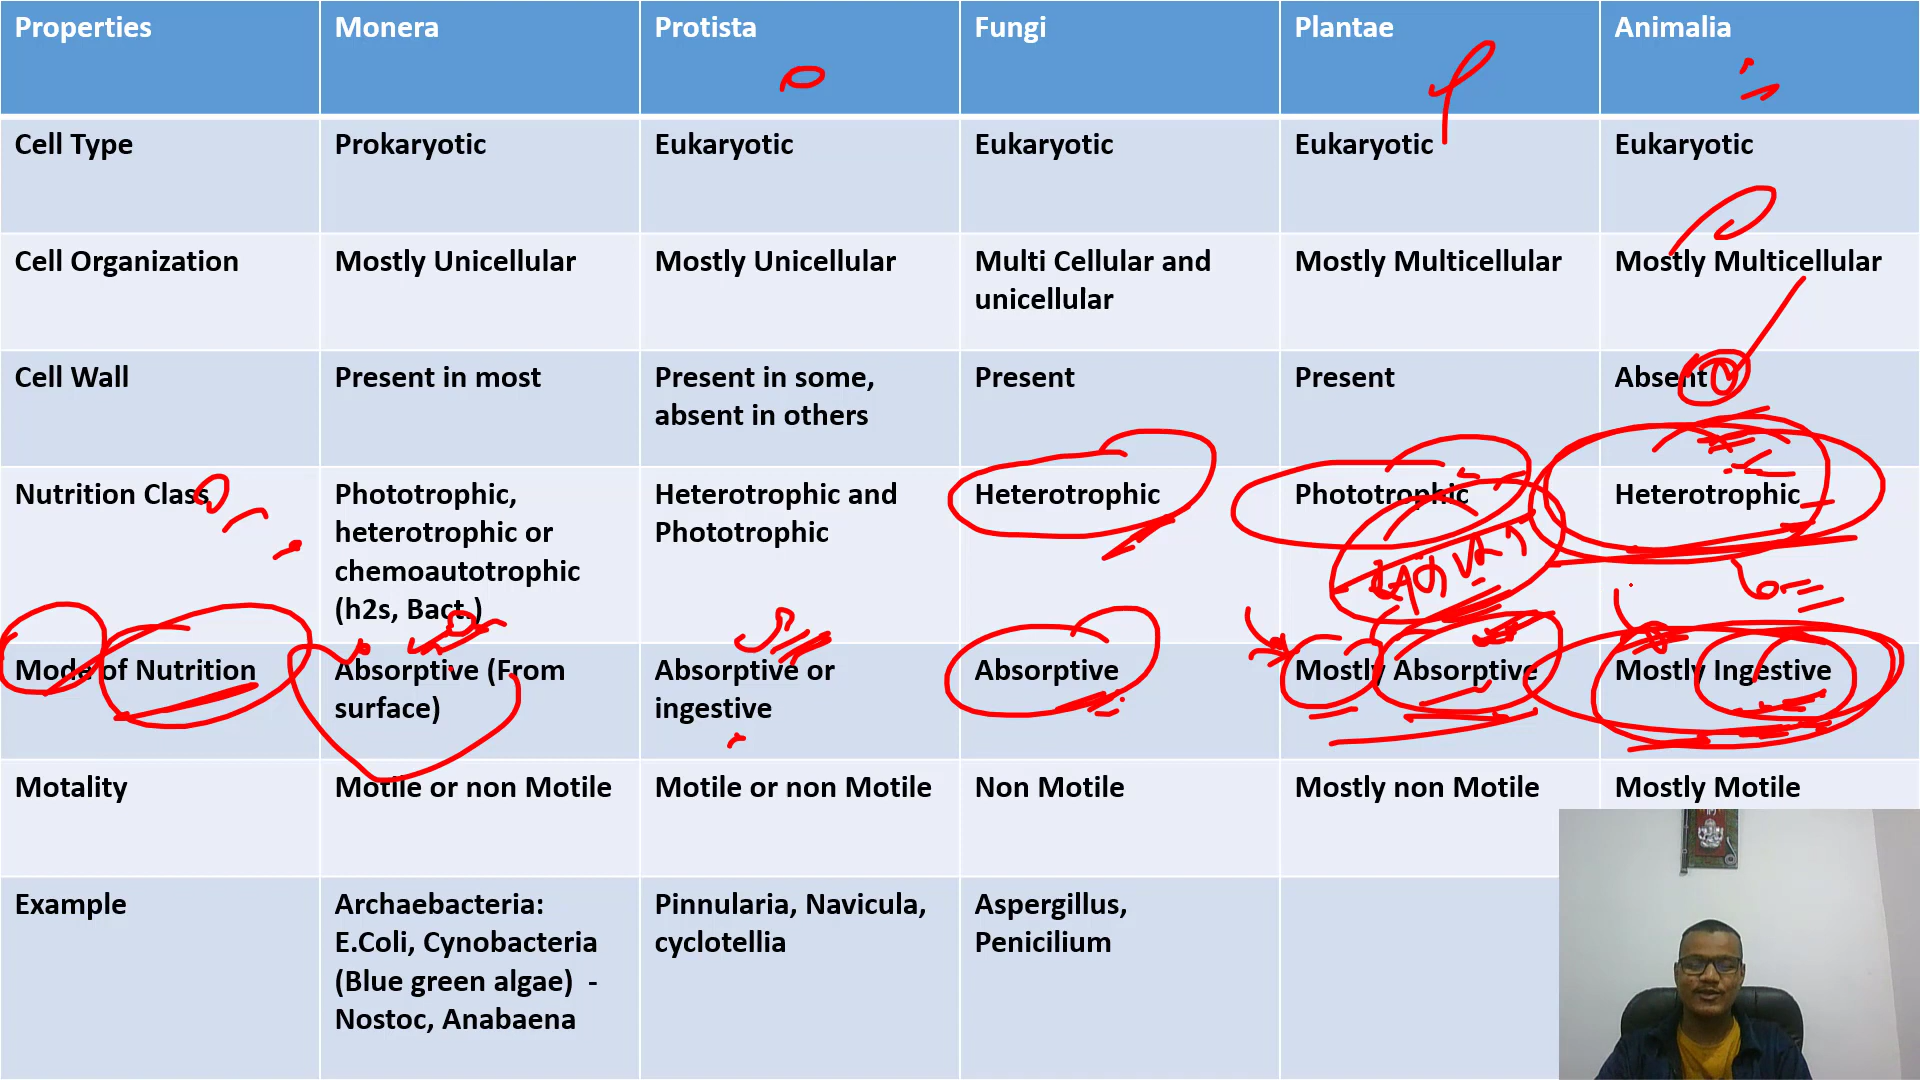 Properties
Monera
Protista
Fungi
Plantae
Animalia
Cell Type
Prokaryotic
Eukaryotic
Eukaryotic
Eukaryotic
Eukaryotic
Cell Organization
Mostly Unicellular
Mostly Unicellular
Multi Cellular and
unicellular
Mostly Multicellular
Mostly Multicellular
Cell Wall
Present in most
Present in some,
absent in others
Present
Present
Absent
Nutrition Class
Phototrophic,
heterotrophic or
chemoautotrophic
(h2s, Bact.)
Heterotrophic and
Phototrophic
Heterotrophic
Phototrophic
Heterotrophic
Mode of Nutrition
Absorptive (From
surface)
Absorptive or
ingestive
Absorptive
Mostly Absorptive
Mostly Ingestive
Motality
Motile or non Motile
Motile or non Motile
Non Motile
Mostly non Motile
Mostly Motile
Example
Archaebacteria:
E.Coli, Cynobacteria
(Blue green algae) -
Nostoc, Anabaena
Pinnularia, Navicula,
cyclotellia
Aspergillus,
Penicilium